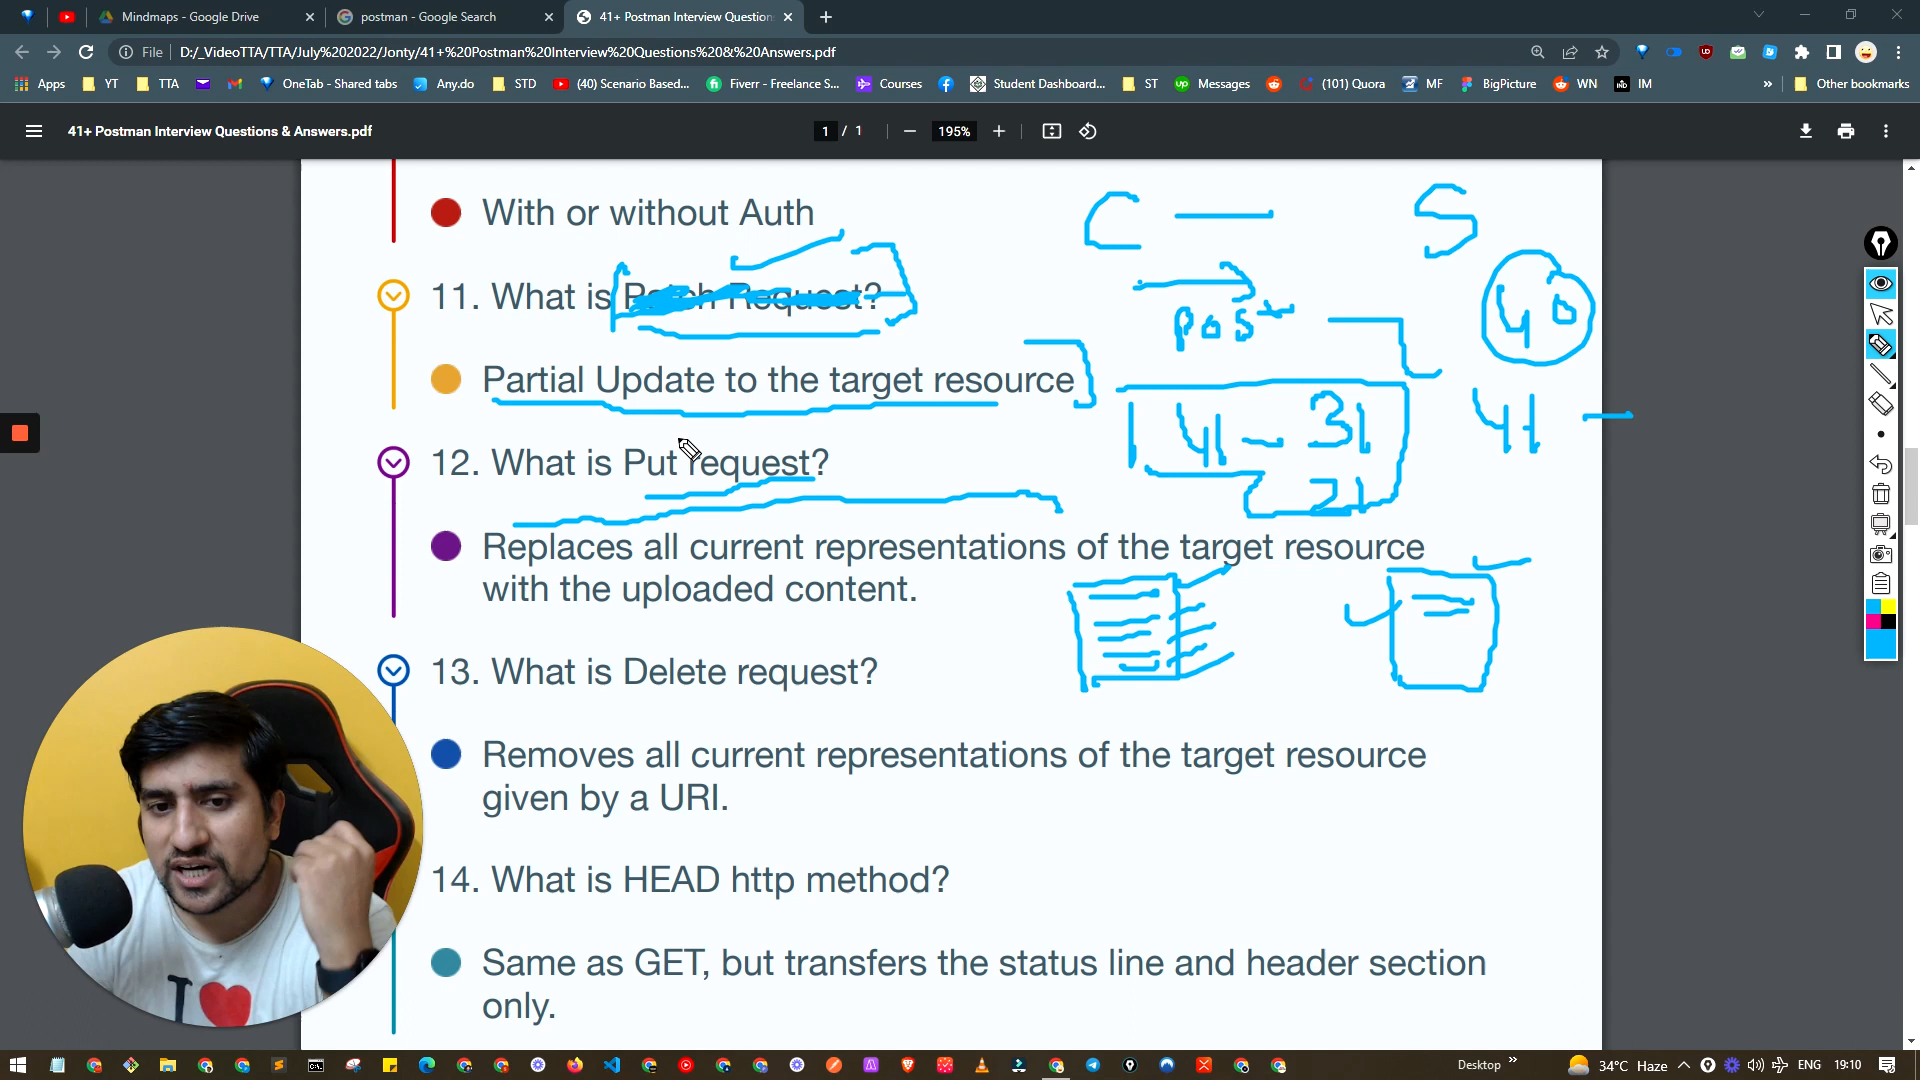 Mindmaps - Google Drive
postman - Google Search
41+ Postman Interview Question
File
D:/_VideoTTA/TTA/July%202022/Jonty/41+%20Postman%20Interview%20Questions%20&%20Answers.pdf
Apps
YT
TTA
OneTab - Shared tabs
Any.do
STD
(40) Scenario Based...
Fiverr - Freelance S...
Courses
Student Dashboard...
ST
Messages
(101) Quora
MF
BigPicture
WN
IM
»
Other bookmarks
41+ Postman Interview Questions & Answers.pdf
1 / 1
195%
With or without Auth
C S
11. What is Patch Request?
40
post
Partial Update to the target resource
41 - 31
41 -
21
12. What is Put request?
Replaces all current representations of the target resource
with the uploaded content.
13. What is Delete request?
Removes all current representations of the target resource
given by a URI.
14. What is HEAD http method?
Same as GET, but transfers the status line and header section
only.
I
Desktop
»
34°C Haze
ENG
19:10